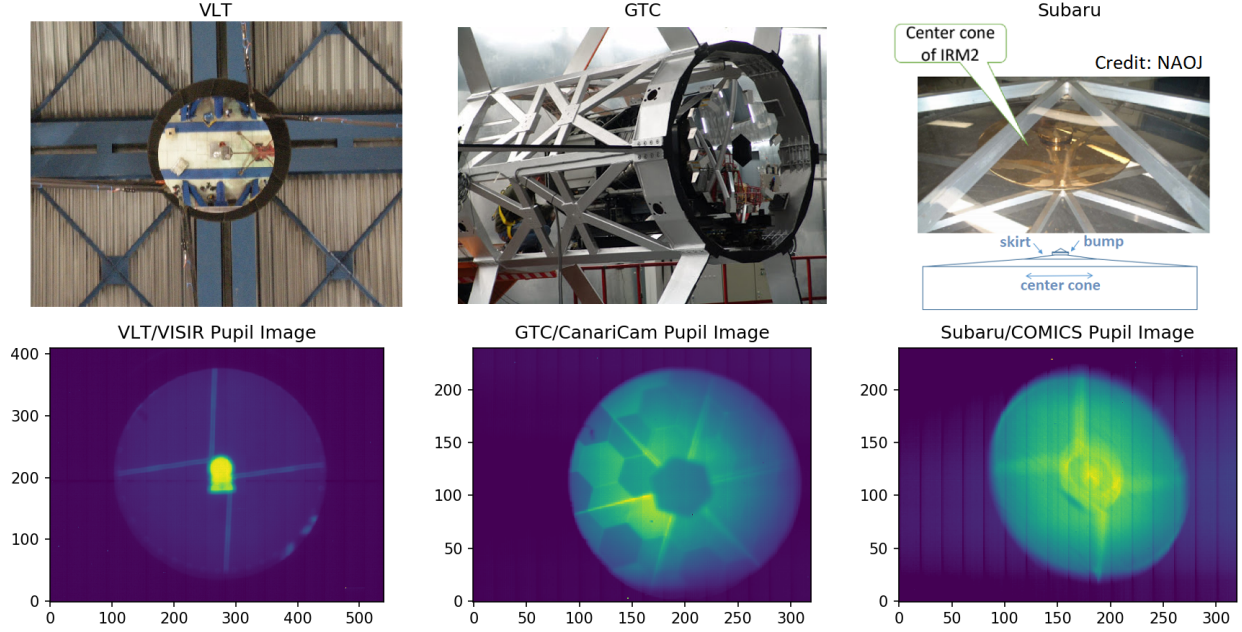 VLT
GTC
Subaru
Center cone
of IRM2
Credit: NAOJ
skirt
bump
center cone
VLT/VISIR Pupil Image
GTC/CanariCam Pupil Image
Subaru/COMICS Pupil Image
400
300
200
100
0
0 100 200 300 400 500
200
150
100
50
0
0 50 100 150 200 250 300
200
150
100
50
0
0 50 100 150 200 250 300